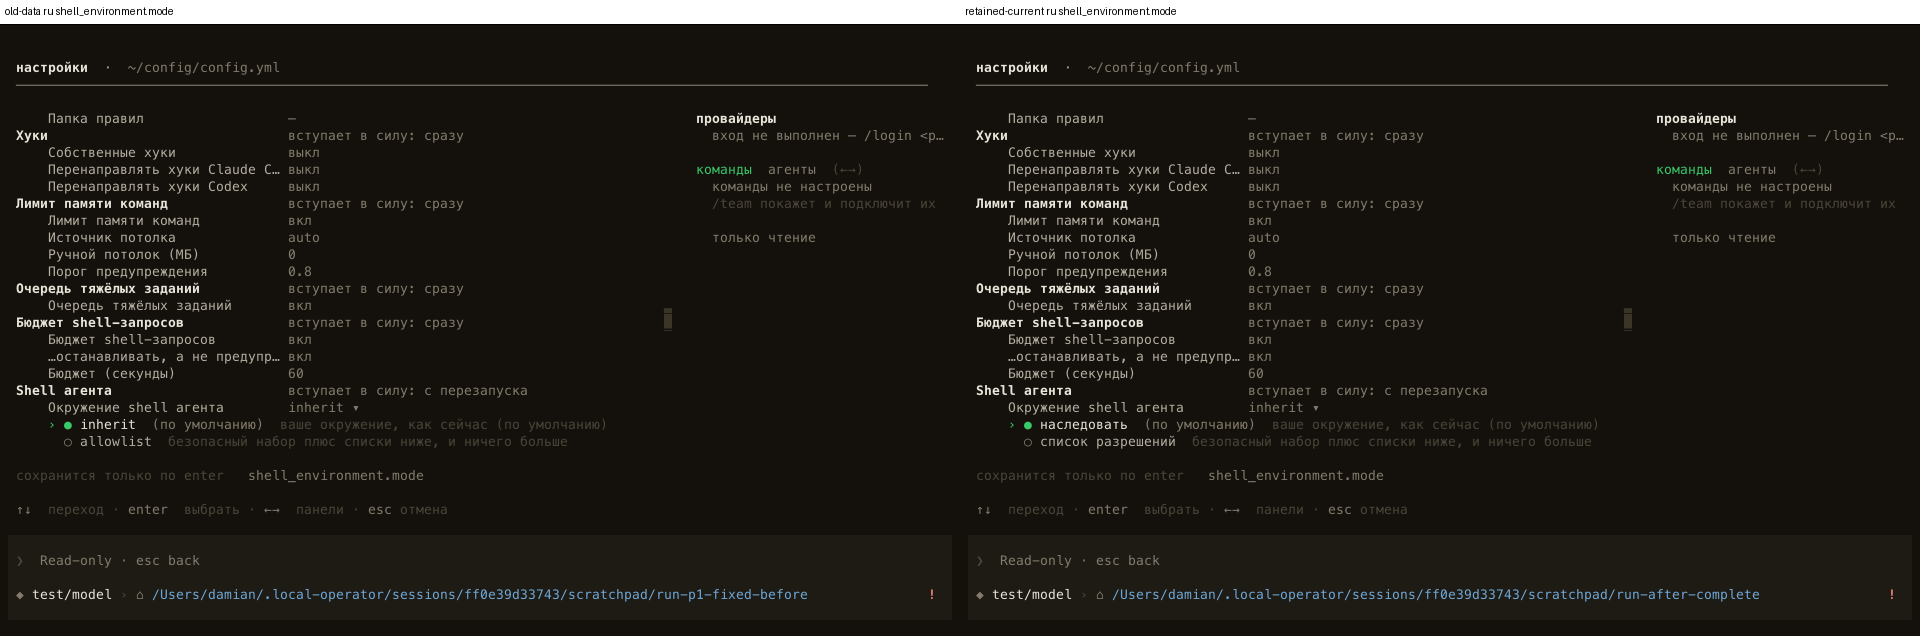 old-data ru shell_environment.mode
настройки · ~/config/config.yml
Папка правил —
Хуки вступает в силу: сразу
Собственные хуки выкл
Перенаправлять хуки Claude C… выкл
Перенаправлять хуки Codex выкл
Лимит памяти команд вступает в силу: сразу
Лимит памяти команд вкл
Источник потолка auto
Ручной потолок (МБ) 0
Порог предупреждения 0.8
Очередь тяжёлых заданий вступает в силу: сразу
Очередь тяжёлых заданий вкл
Бюджет shell-запросов вступает в силу: сразу
Бюджет shell-запросов вкл
…останавливать, а не предупр… вкл
Бюджет (секунды) 60
Shell агента вступает в силу: с перезапуска
Окружение shell агента inherit ▾
› ● inherit (по умолчанию) ваше окружение, как сейчас (по умолчанию)
○ allowlist безопасный набор плюс списки ниже, и ничего больше
провайдеры
вход не выполнен — /login <p…
команды агенты (←→)
команды не настроены
/team покажет и подключит их
только чтение
сохранится только по enter shell_environment.mode
↑↓ переход · enter выбрать · ←→ панели · esc отмена
❯ Read-only · esc back
◆ test/model › ⌂ /Users/damian/.local-operator/sessions/ff0e39d33743/scratchpad/run-p1-fixed-before !
retained-current ru shell_environment.mode
настройки · ~/config/config.yml
Папка правил —
Хуки вступает в силу: сразу
Собственные хуки выкл
Перенаправлять хуки Claude C… выкл
Перенаправлять хуки Codex выкл
Лимит памяти команд вступает в силу: сразу
Лимит памяти команд вкл
Источник потолка auto
Ручной потолок (МБ) 0
Порог предупреждения 0.8
Очередь тяжёлых заданий вступает в силу: сразу
Очередь тяжёлых заданий вкл
Бюджет shell-запросов вступает в силу: сразу
Бюджет shell-запросов вкл
…останавливать, а не предупр… вкл
Бюджет (секунды) 60
Shell агента вступает в силу: с перезапуска
Окружение shell агента inherit ▾
› ● наследовать (по умолчанию) ваше окружение, как сейчас (по умолчанию)
○ список разрешений безопасный набор плюс списки ниже, и ничего больше
провайдеры
вход не выполнен — /login <p…
команды агенты (←→)
команды не настроены
/team покажет и подключит их
только чтение
сохранится только по enter shell_environment.mode
↑↓ переход · enter выбрать · ←→ панели · esc отмена
❯ Read-only · esc back
◆ test/model › ⌂ /Users/damian/.local-operator/sessions/ff0e39d33743/scratchpad/run-after-complete !